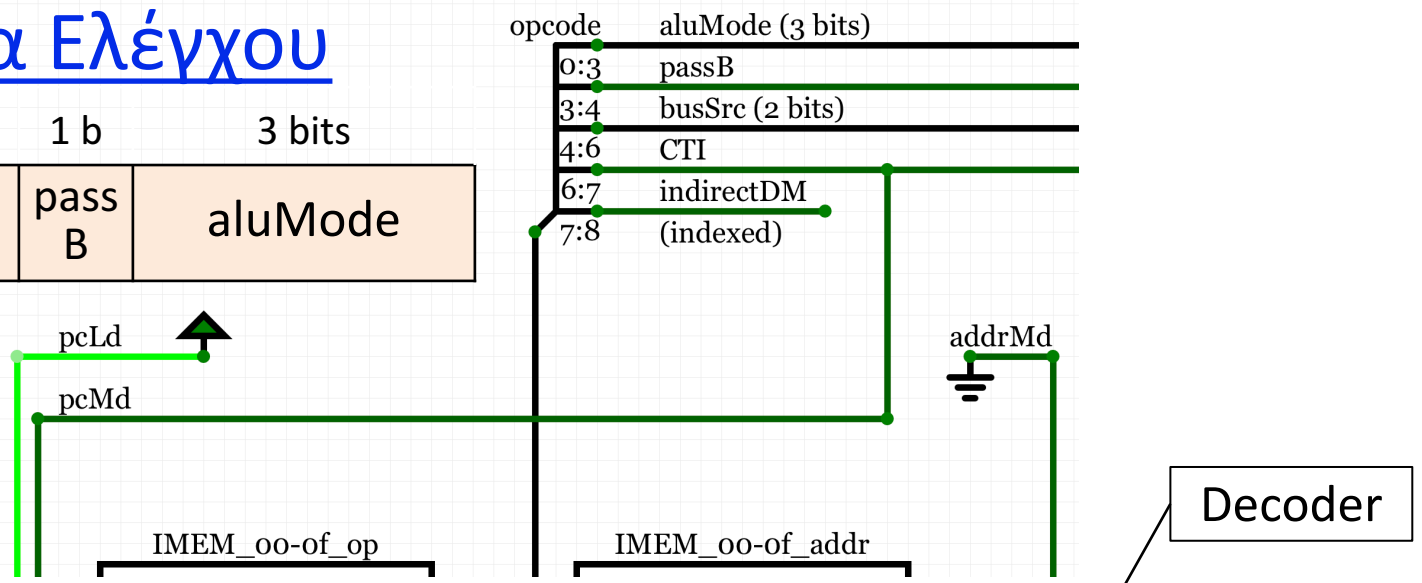 α Ελέγχου
1 b 3 bits
pass
B
aluMode
opcode aluMode (3 bits)
0:3 passB
3:4 busSrc (2 bits)
4:6 CTI
6:7 indirectDM
7:8 (indexed)
pcLd
addrMd
pcMd
IMEM_00-0f_op IMEM_00-0f_addr
Decoder